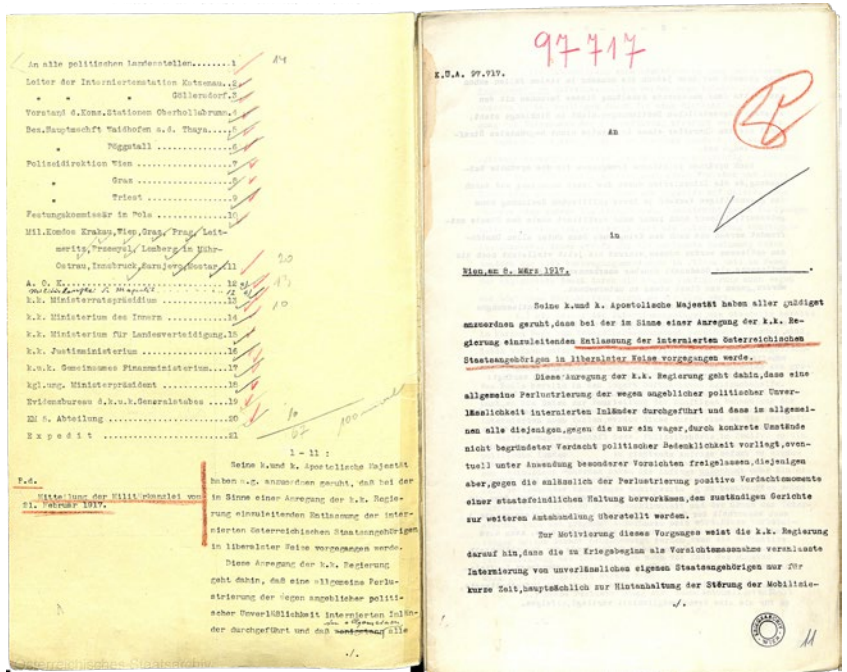 An alle politischen Landesstellen........1 14
Leiter der Interniertenstation Katzenau..2
" " " Göllersdorf.3
Vorstand d.Konz.Stationen Oberhollabrunn.4
Bez.Hauptmschft Waidhofen a.d. Thaya.....5
" Pöggstall ..............6
Polizeidirektion Wien ...................7
" Graz ...................8
" Triest .................9
Festungskommissär in Pola ...............10
Mil.Komdos Krakau,Wien,Graz, Prag, Leit-
meritz,Przemysl, Lemberg in Mähr-
Ostrau,Innsbruck,Sarajevo,Mostar.11 20
A. O. K..................................12 13
k.k. Ministerratspräsidium ..............13 10
k.k. Ministerium des Innern .............14
k.k. Ministerium für Landesverteidigung.15
k.k. Justizministerium ..................16
k.u.k. Gemeinsames Finanzministerium....17
kgl.ung. Ministerpräsident ..............18
Evidenzbureau d.k.u.k.Generalstabes ....19
KM 5. Abteilung .........................20
E x p e d i t ...........................21
1 - 11 :
P.d.
Mitteilung der Militärkanzlei vom
21. Februar 1917.
Seine k.und k. Apostolische Majestät
haben a.g. anzuordnen geruht, daß bei der
im Sinne einer Anregung der k.k. Regie-
rung einzuleitenden Entlassung der inter-
nierten österreichischen Staatsangehörigen
in liberalster Weise vorgegangen werde.
Diese Anregung der k.k. Regierung
geht dahin, daß eine allgemeine Perlu-
strierung der wegen angeblicher politi-
scher Unverläßlichkeit internierten Inlän-
im allgemeinen
der durchgeführt und daß wenigstens alle
./.
Österreichisches Staatsarchiv
97717
K.Ü.A. 97.717.
An
in
Wien,am 8. März 1917.
Seine k.und k. Apostolische Majestät haben aller gnädigst
anzuordnen geruht,dass bei der im Sinne einer Anregung der k.k. Re-
gierung einzuleitenden Entlassung der internierten österreichischen
Staatsangehörigen in liberalster Weise vorgegangen werde.
Diese Anregung der k.k. Regierung geht dahin,dass eine
allgemeine Perlustrierung der wegen angeblicher politischer Unver-
lässlichkeit internierten Inländer durchgeführt und dass im allgemei-
nen alle diejenigen,gegen die nur ein vager,durch konkrete Umstände
nicht begründeter Verdacht politischer Bedenklichkeit vorliegt,even-
tuell unter Anwendung besonderer Vorsichten freigelassen,diejenigen
aber,gegen die anlässlich der Perlustrierung positive Verdachtsmomente
einer staatsfeindlichen Haltung hervorkämen,dem zuständigen Gerichte
zur weiteren Amtshandlung überstellt werden.
Zur Motivierung dieses Vorganges weist die k.k. Regierung
darauf hin,dass die zu Kriegsbeginn als Vorsichtsmassnahme veranlasste
Internierung von unverlässlichen eigenen Staatsangehörigen nur für
kurze Zeit,hauptsächlich zur Hintanhaltung der Störung der Mobilisie-
./.
11